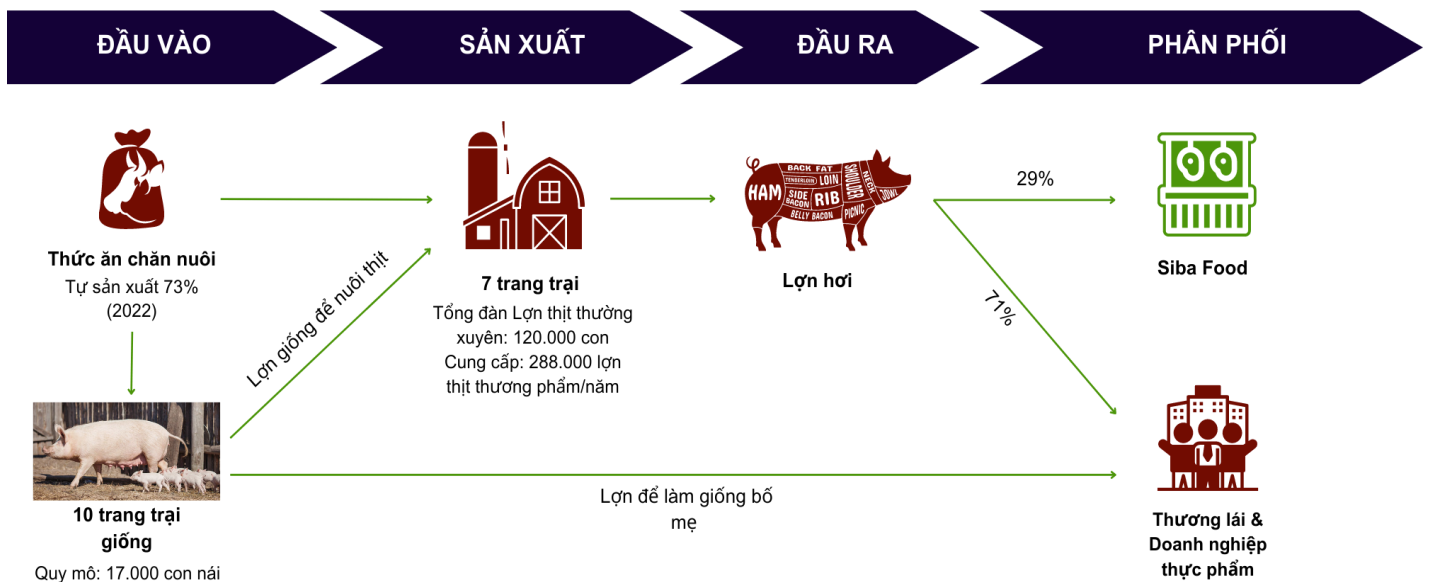 ĐẦU VÀO
SẢN XUẤT
ĐẦU RA
PHÂN PHỐI
Thức ăn chăn nuôi
Tự sản xuất 73%
(2022)
Lợn giống để nuôi thịt
10 trang trại
giống
Quy mô: 17.000 con nái
7 trang trại
Tổng đàn Lợn thịt thường
xuyên: 120.000 con
Cung cấp: 288.000 lợn
thịt thương phẩm/năm
HAM
BACK FAT
TENDERLOIN
LOIN
SIDE
BACON
RIB
BELLY BACON
SHOULDER
NECK
JOWL
PICNIC
Lợn hơi
29%
71%
Siba Food
Lợn để làm giống bố
mẹ
Thương lái &
Doanh nghiệp
thực phẩm